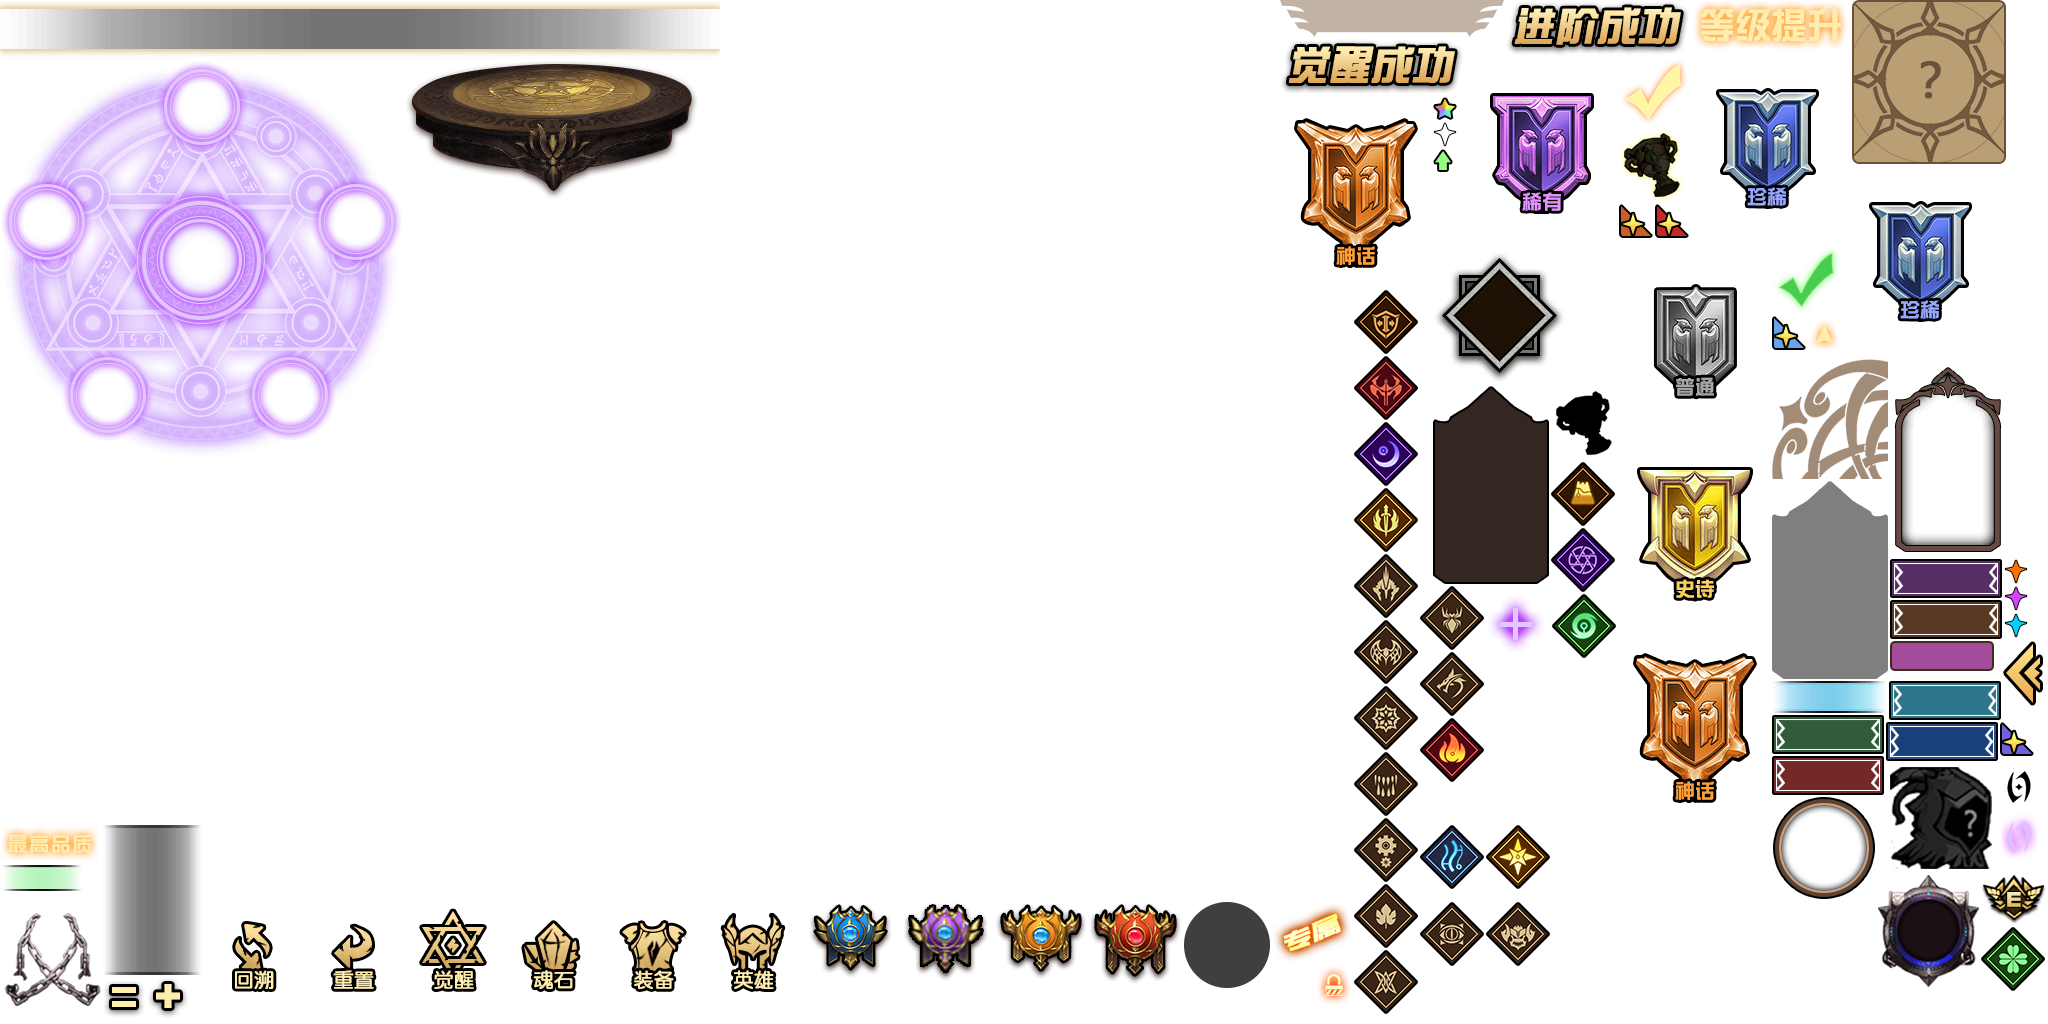 进阶成功
等级提升
觉醒成功
?
稀有
珍稀
神话
珍稀
普通
史诗
神话
?
最高品质
E
专属
回溯
重置
觉醒
魂石
装备
英雄